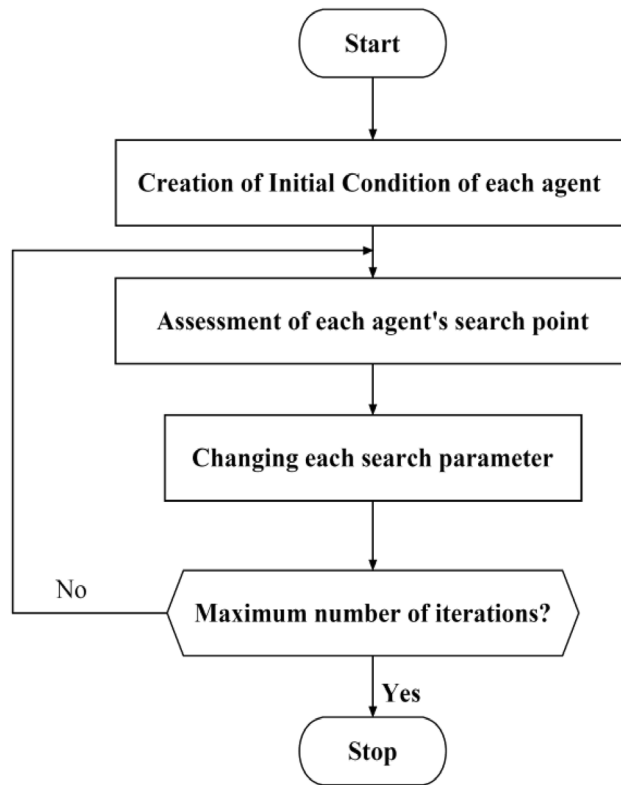 Start
Creation of Initial Condition of each agent
Assessment of each agent's search point
Changing each search parameter
No
Maximum number of iterations?
Yes
Stop